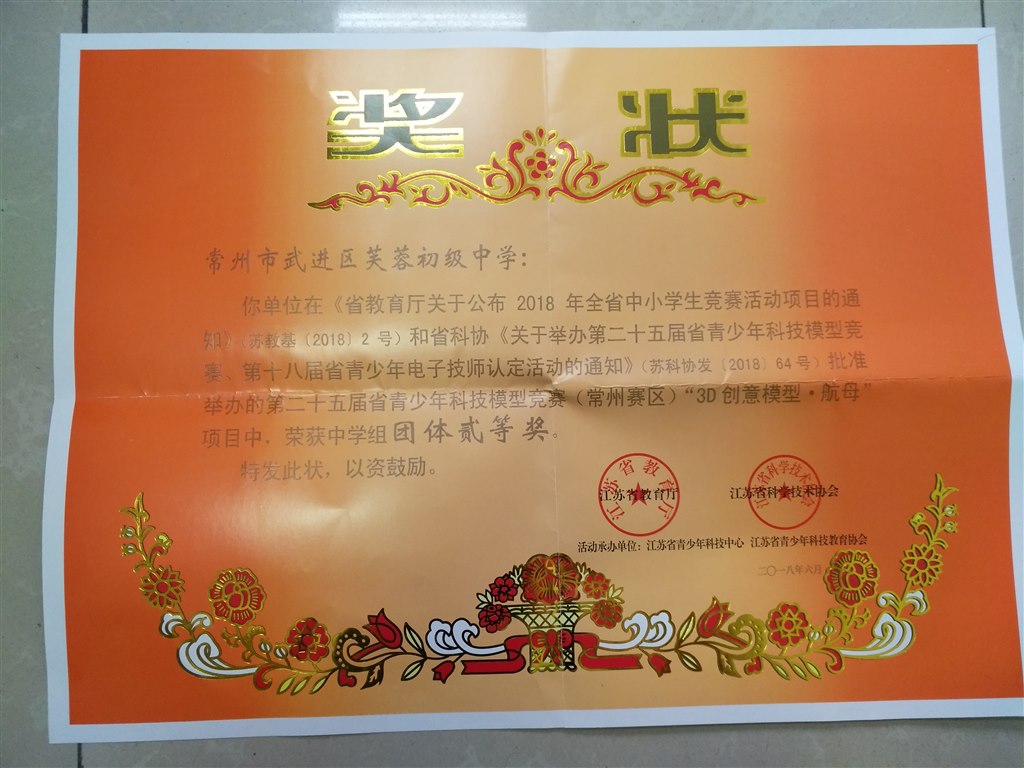 奖状
常州市武进区芙蓉初级中学：
你单位在《省教育厅关于公布 2018 年全省中小学生竞赛活动项目的通
知》（苏教基〔2018〕2 号）和省科协《关于举办第二十五届省青少年科技模型竞
赛、第十八届省青少年电子技师认定活动的通知》（苏科协发〔2018〕64号）批准
举办的第二十五届省青少年科技模型竞赛（常州赛区）“3D 创意模型·航母”
项目中，荣获中学组团体贰等奖。
特发此状，以资鼓励。
江苏省教育厅 江苏省科学技术协会
江苏省教育厅
活动承办单位：江苏省青少年科技中心 江苏省青少年科技教育协会
二〇一八年六月